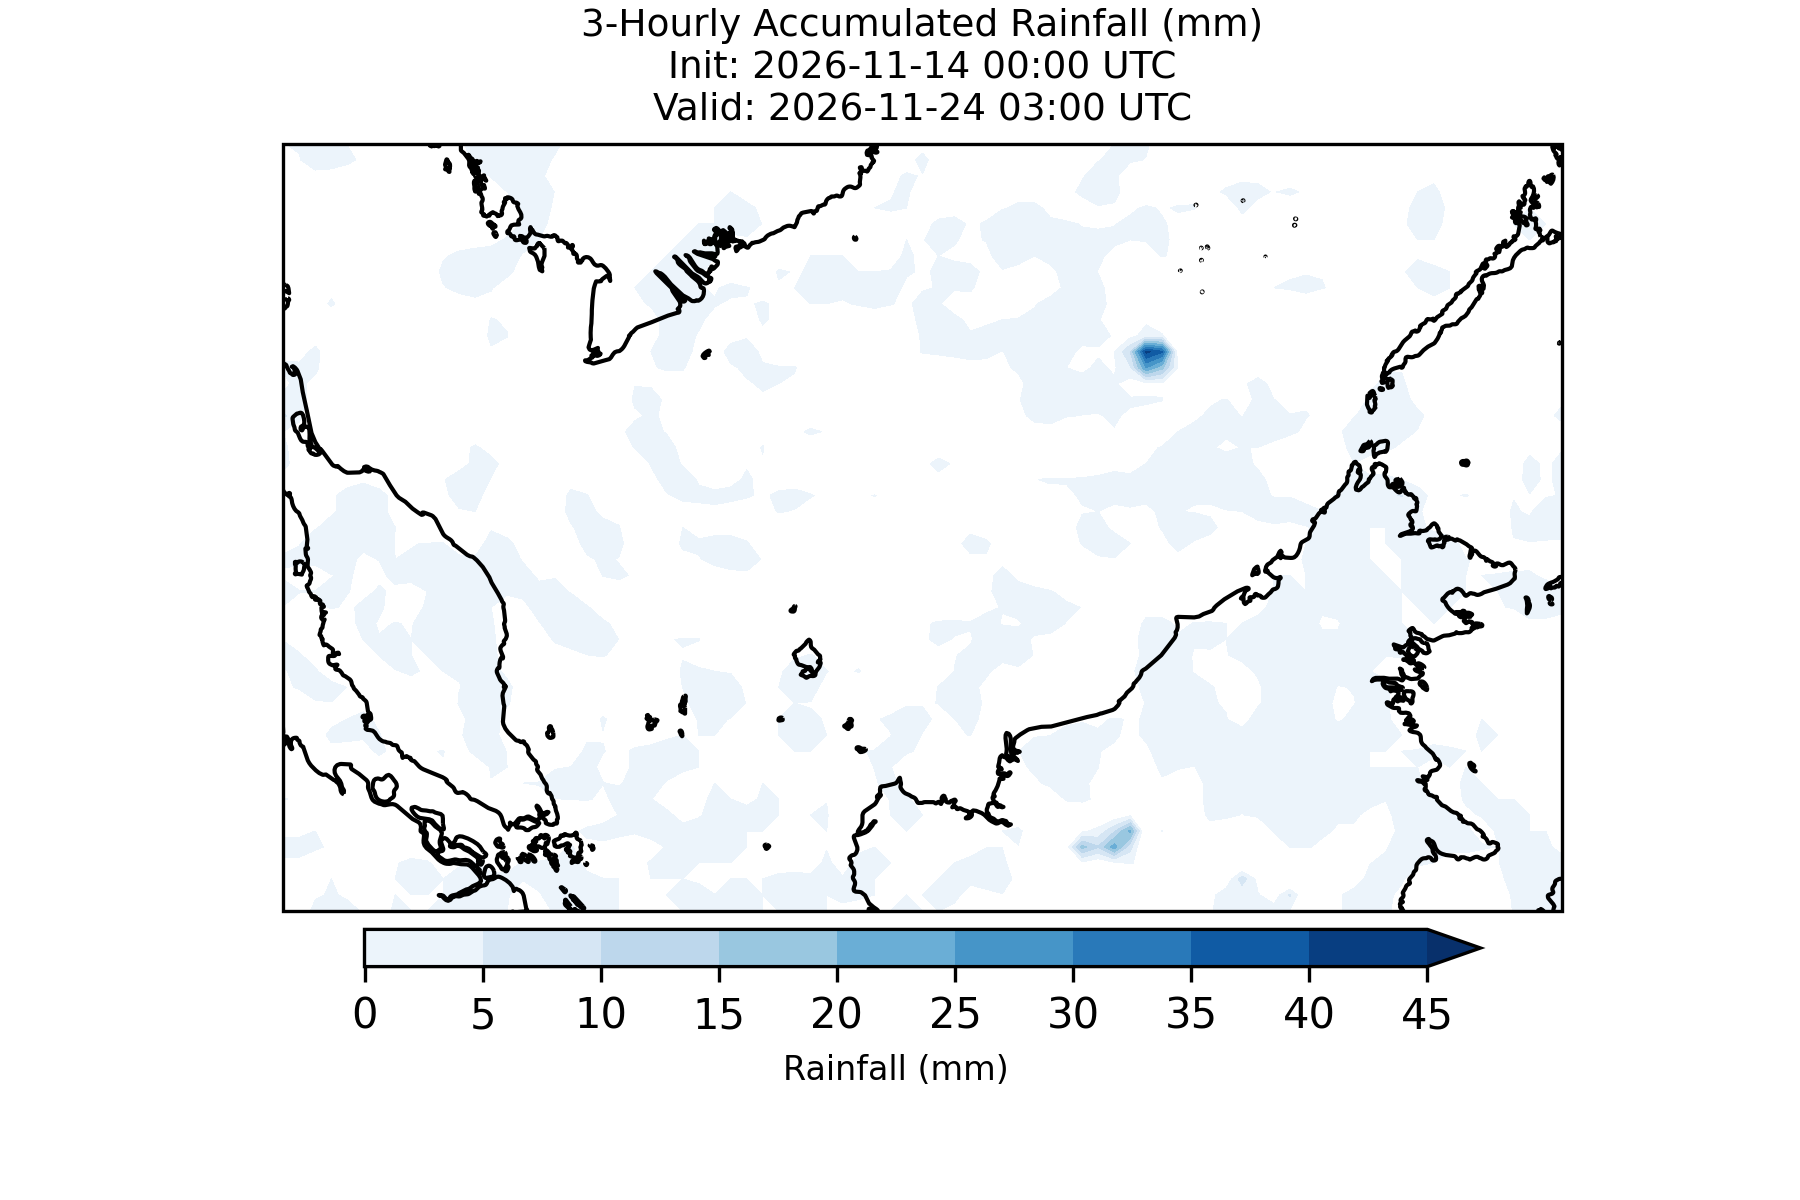 3-Hourly Accumulated Rainfall (mm)
Init: 2026-11-14 00:00 UTC
Valid: 2026-11-24 03:00 UTC
0 5 10 15 20 25 30 35 40 45
Rainfall (mm)